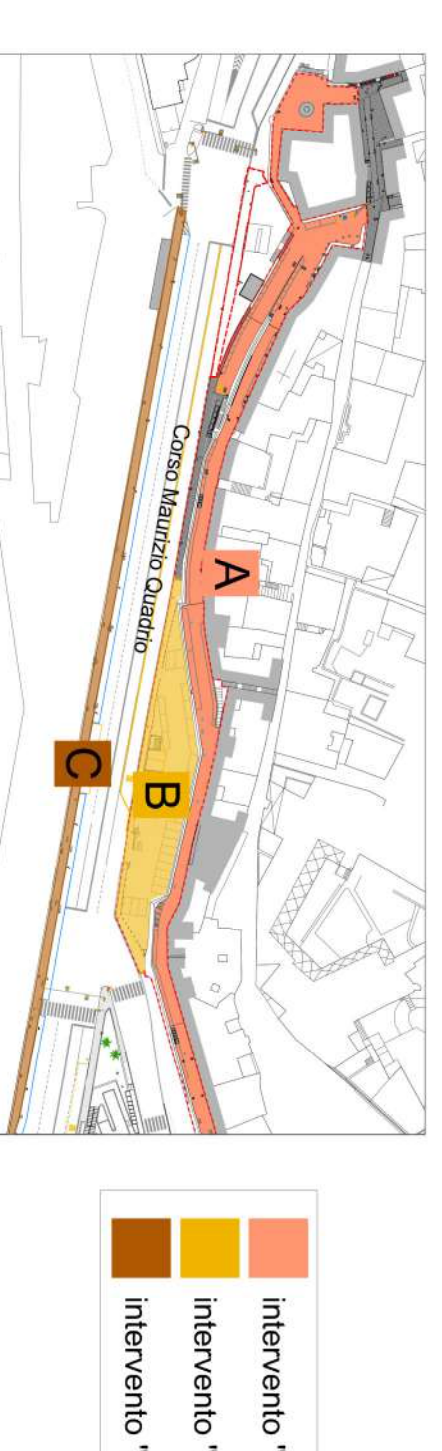 A
Corso Maurizio Quadrio
B
C
intervento "
intervento "
intervento "